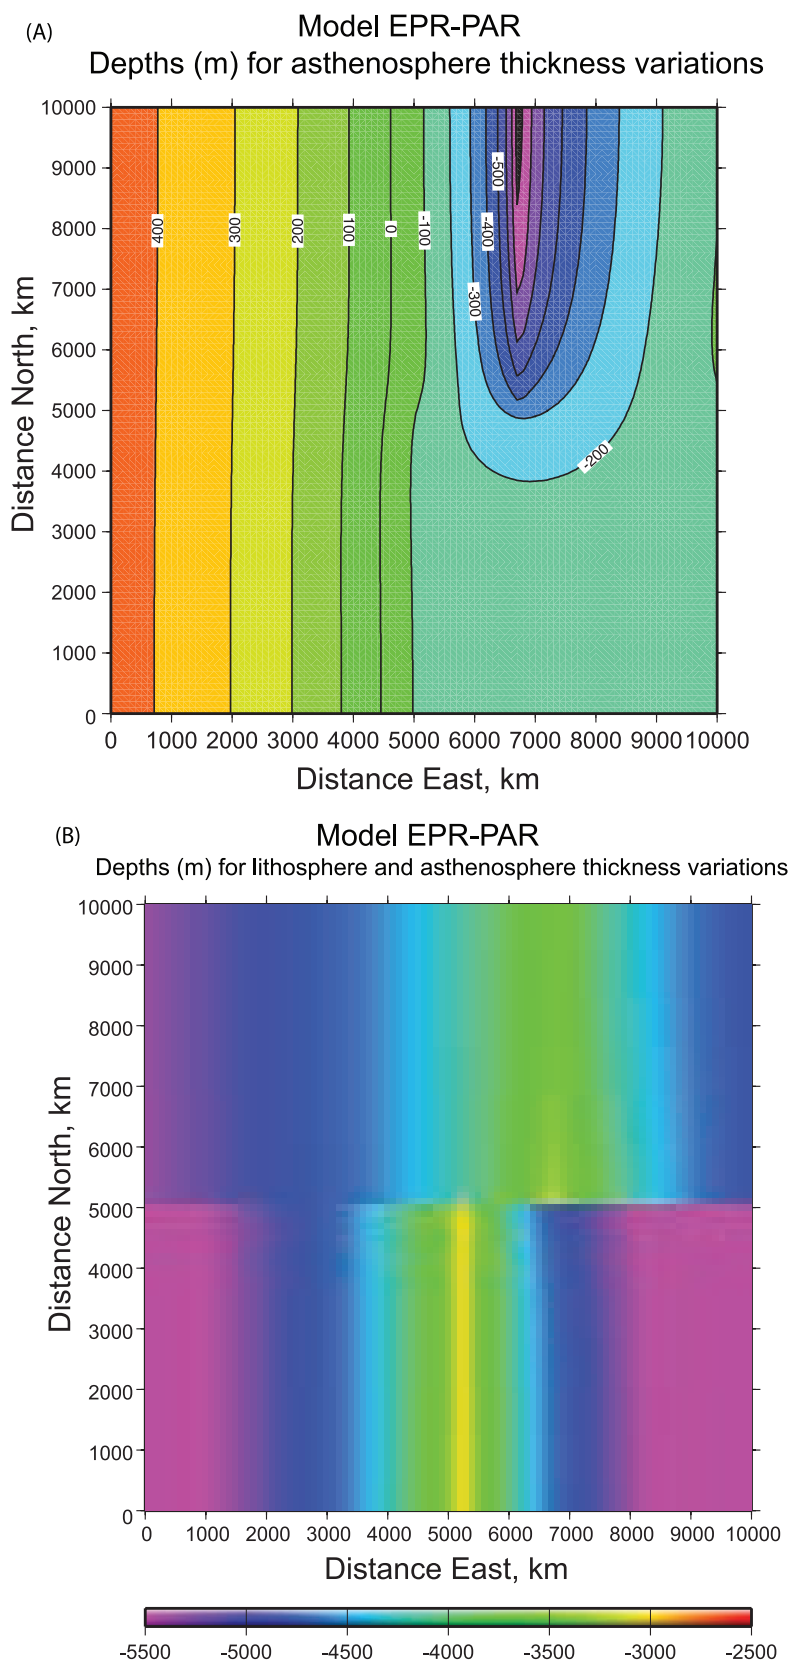 (A)
Model EPR-PAR
Depths (m) for asthenosphere thickness variations
10000
9000
8000
7000
6000
5000
4000
3000
2000
1000
0
Distance North, km
400
300
200
100
0
-100
-300
-400
-500
-200
0 1000 2000 3000 4000 5000 6000 7000 8000 9000 10000
Distance East, km
(B)
Model EPR-PAR
Depths (m) for lithosphere and asthenosphere thickness variations
10000
9000
8000
7000
6000
5000
4000
3000
2000
1000
0
Distance North, km
0 1000 2000 3000 4000 5000 6000 7000 8000 9000 10000
Distance East, km
-5500 -5000 -4500 -4000 -3500 -3000 -2500